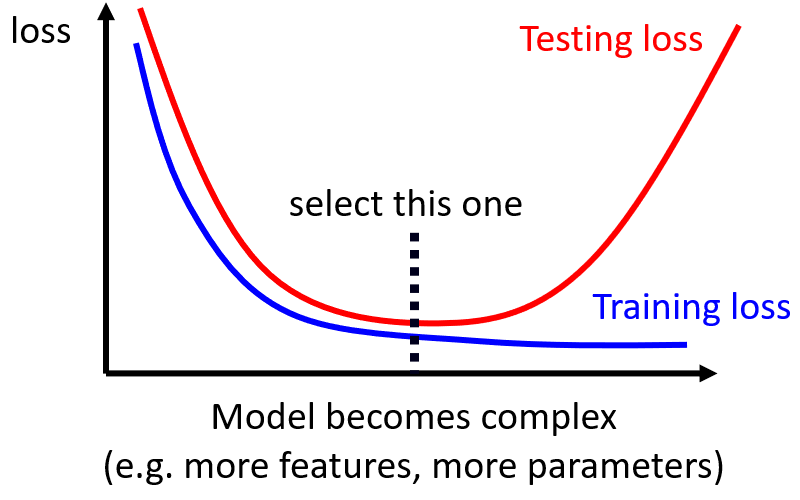 loss
Testing loss
select this one
Training loss
Model becomes complex
(e.g. more features, more parameters)